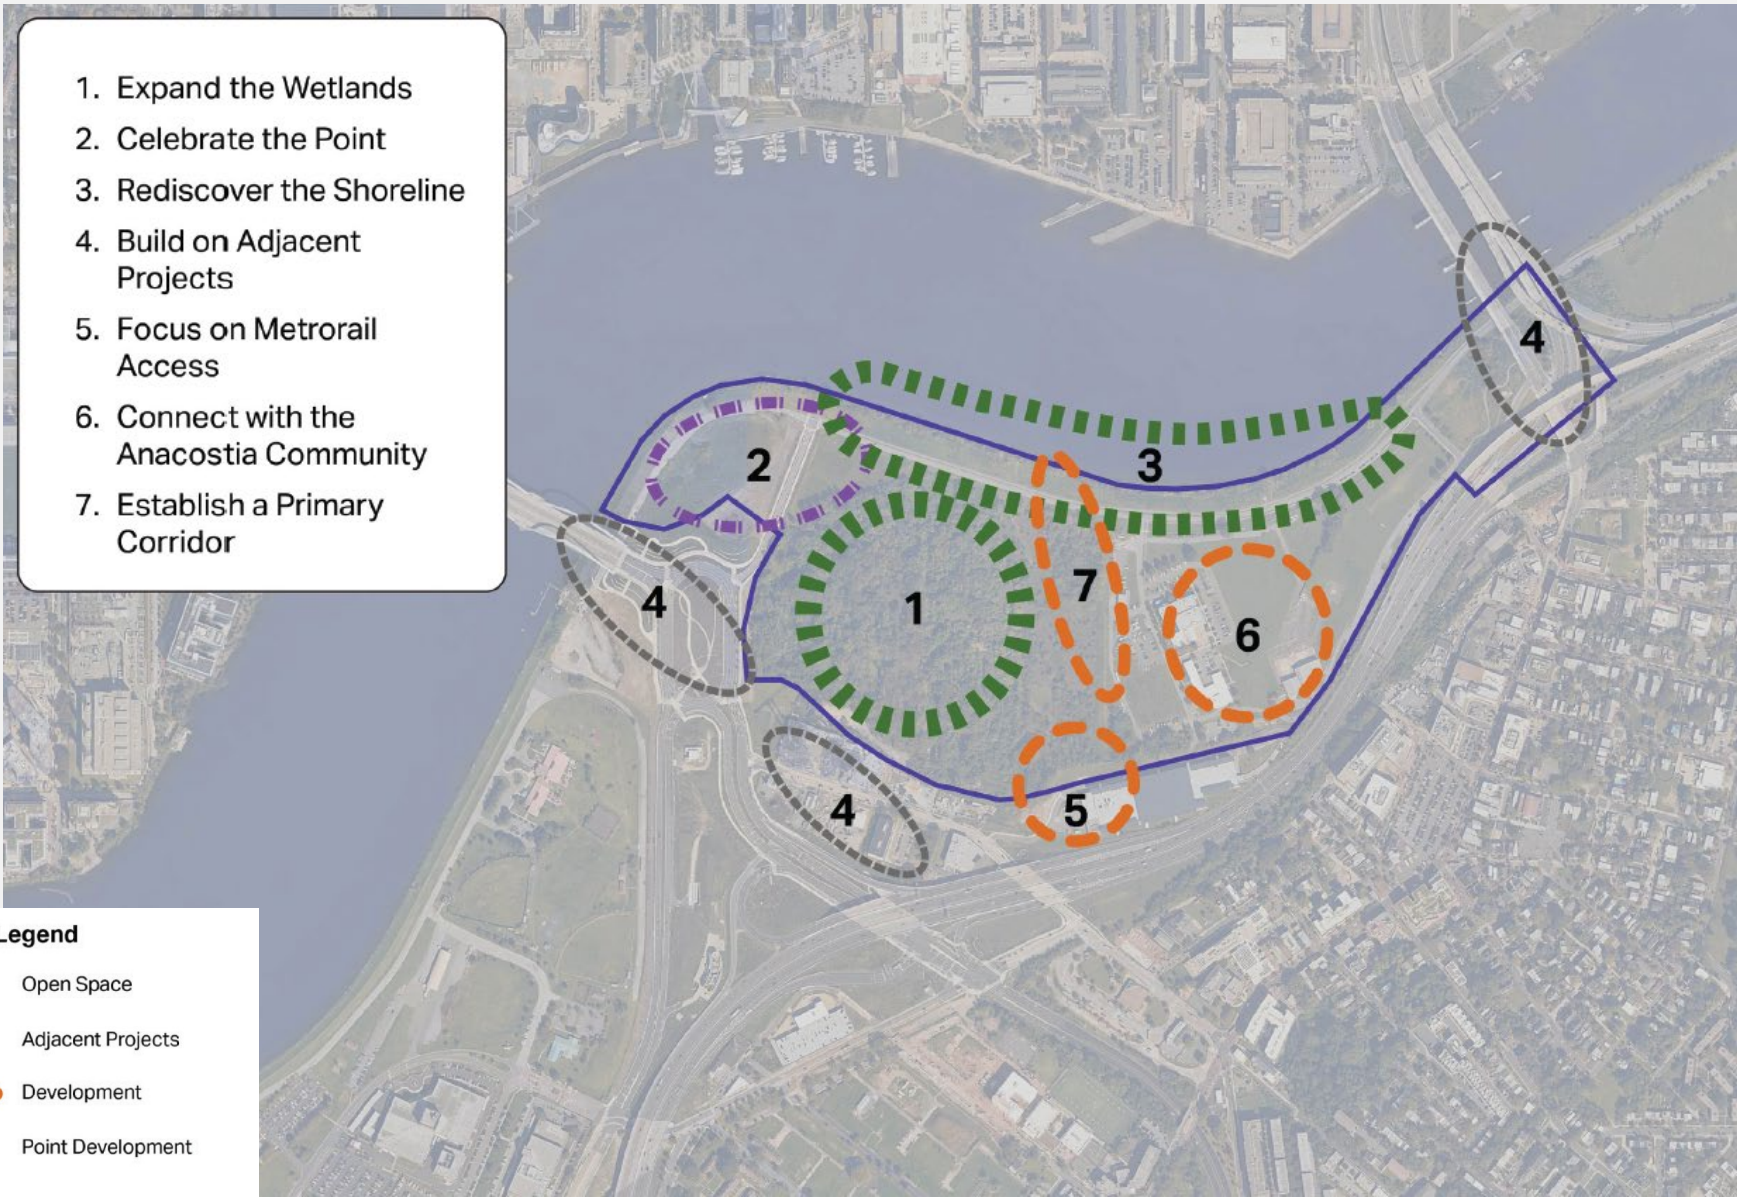 1. Expand the Wetlands
2. Celebrate the Point
3. Rediscover the Shoreline
4. Build on Adjacent
Projects
5. Focus on Metrorail
Access
6. Connect with the
Anacostia Community
7. Establish a Primary
Corridor
4
3
2
7
4
1
6
4
5
Legend
Open Space
Adjacent Projects
Development
Point Development